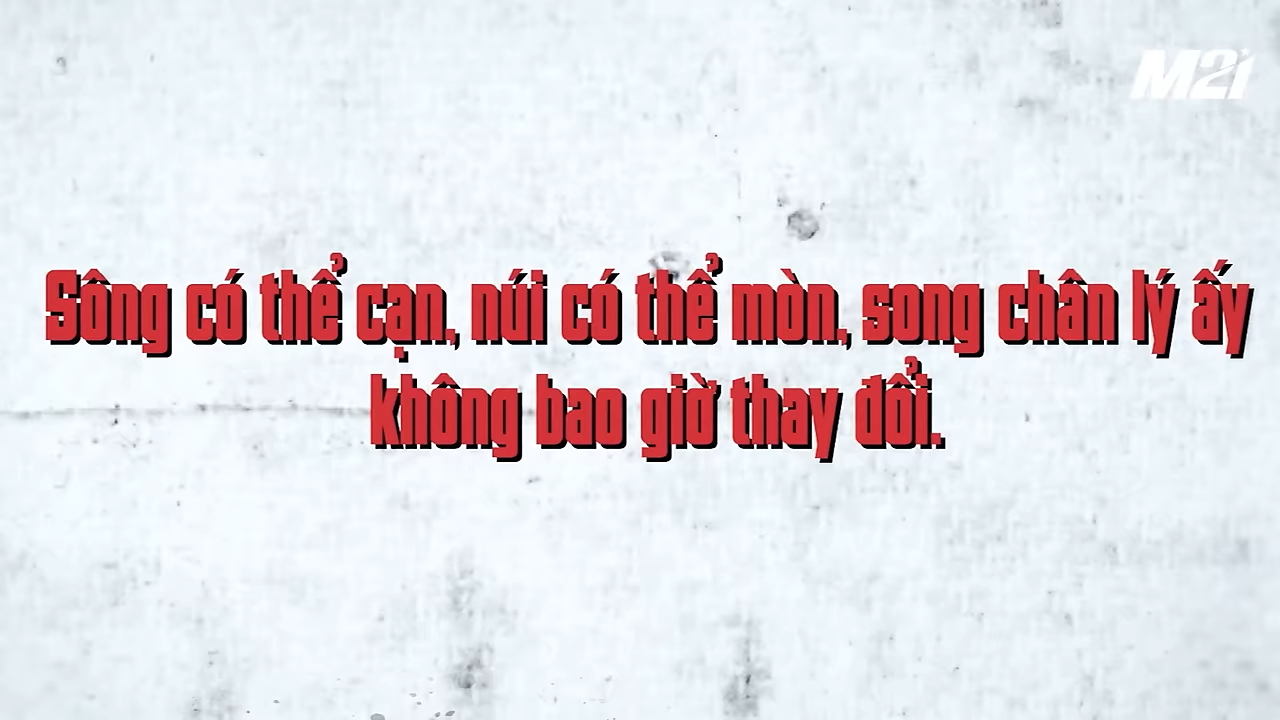 M2i
Sông có thể cạn, núi có thể mòn, song chân lý ấy
không bao giờ thay đổi.